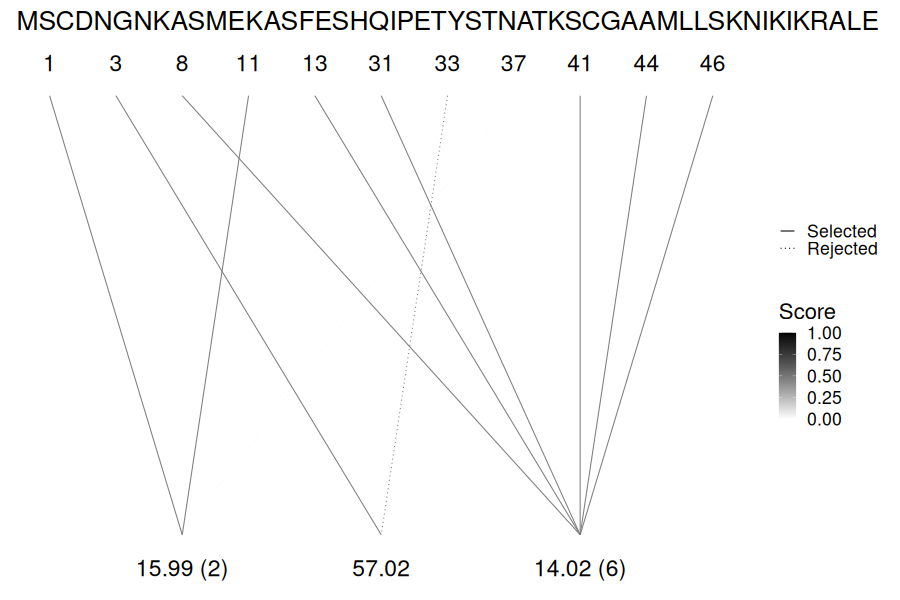 MSCDNGNKASMEKASFESHQIPETYSTNATKSCGAAMLLSKNIKIKRALE
1 3 8 11 13 31 33 37 41 44 46
Selected
Rejected
Score
1.00
0.75
0.50
0.25
0.00
15.99 (2) 57.02 14.02 (6)